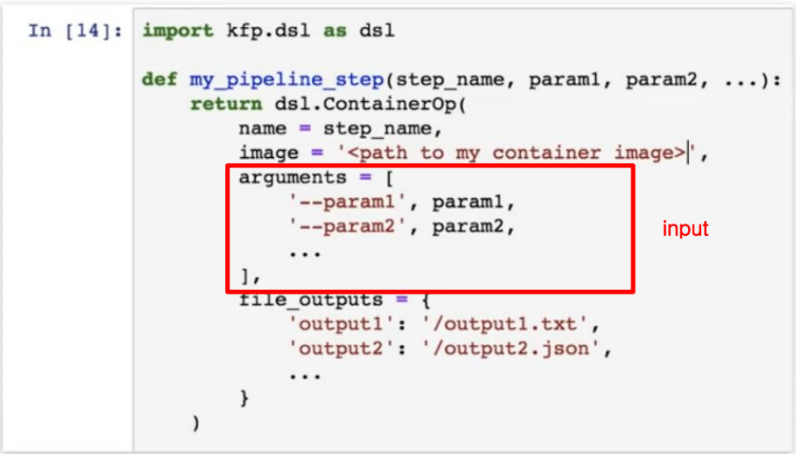 In [14]: import kfp.dsl as dsl
def my_pipeline_step(step_name, param1, param2, ...):
    return dsl.ContainerOp(
        name = step_name,
        image = '<path to my container image>',
        arguments = [
            '--param1', param1,
            '--param2', param2,
            ...
        ],
input
        file_outputs = {
            'output1': '/output1.txt',
            'output2': '/output2.json',
            ...
        }
    )